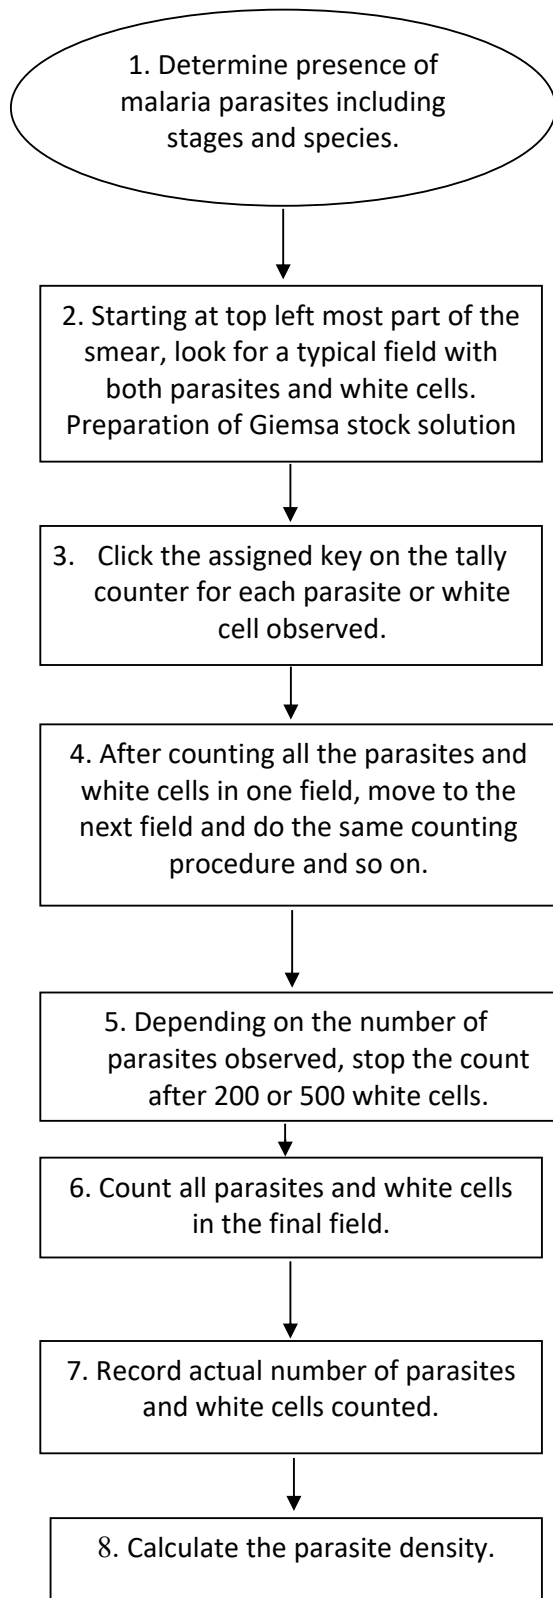 1. Determine presence of
malaria parasites including
stages and species.
2. Starting at top left most part of the
smear, look for a typical field with
both parasites and white cells.
Preparation of Giemsa stock solution
3. Click the assigned key on the tally
counter for each parasite or white
cell observed.
4. After counting all the parasites and
white cells in one field, move to the
next field and do the same counting
procedure and so on.
5. Depending on the number of
parasites observed, stop the count
after 200 or 500 white cells.
6. Count all parasites and white cells
in the final field.
7. Record actual number of parasites
and white cells counted.
8. Calculate the parasite density.